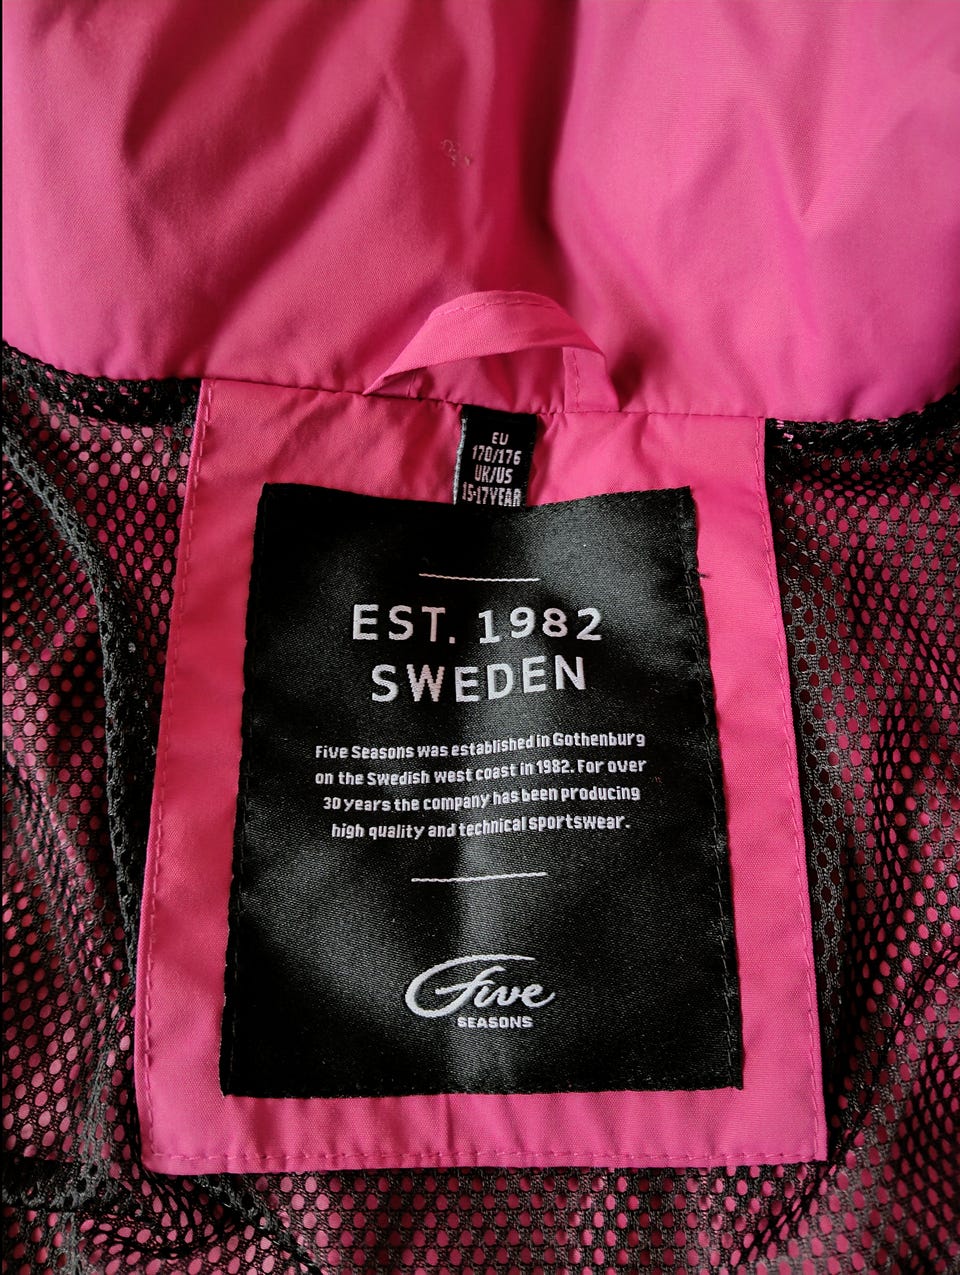 EU
170/176
UK/US
15-17YEAR
EST. 1982
SWEDEN
Five Seasons was established in Gothenburg
on the Swedish west coast in 1982. For over
30 years the company has been producing
high quality and technical sportswear.
Five
SEASONS